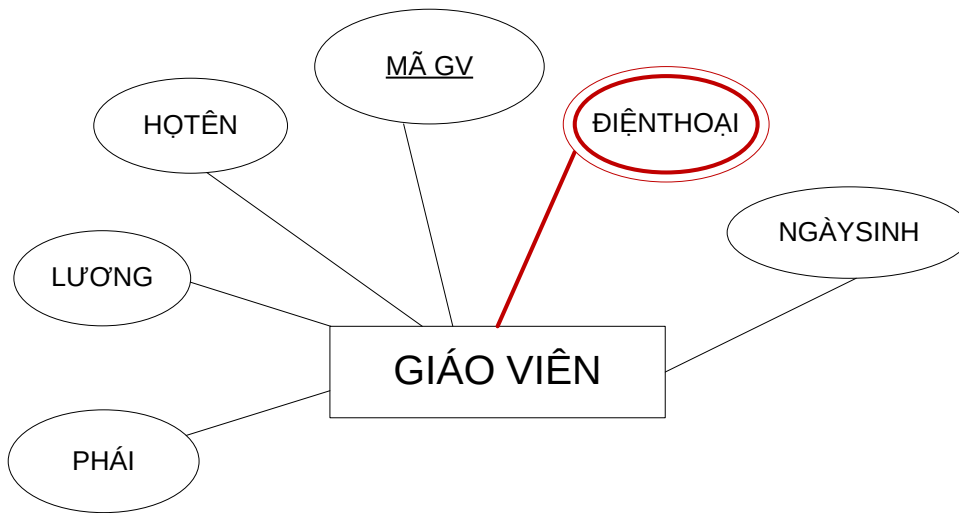 MÃ GV
ĐIỆNTHOẠI
HỌTÊN
NGÀYSINH
LƯƠNG
GIÁO VIÊN
PHÁI